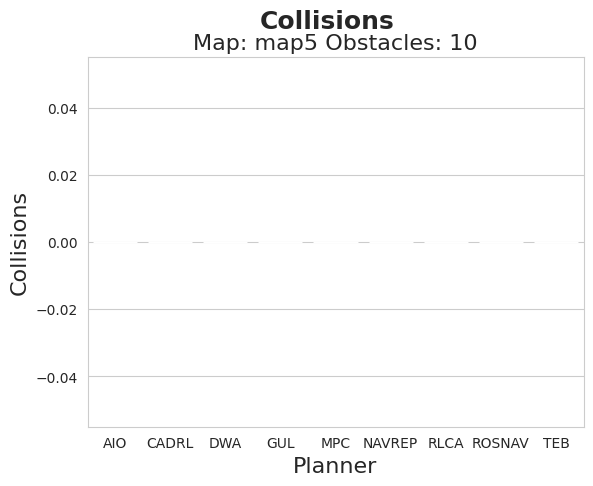 Collisions
Map: map5 Obstacles: 10
0.04
0.02
0.00
−0.02
−0.04
Collisions
AIO CADRL DWA GUL MPC NAVREP RLCA ROSNAV TEB
Planner